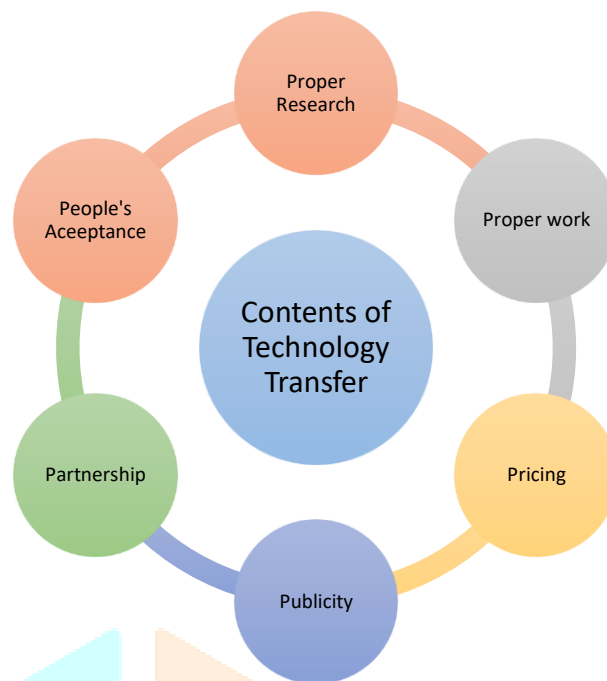 Proper
Research
Proper work
Pricing
Publicity
Partnership
People's
Aceeptance
Contents of
Technology
Transfer